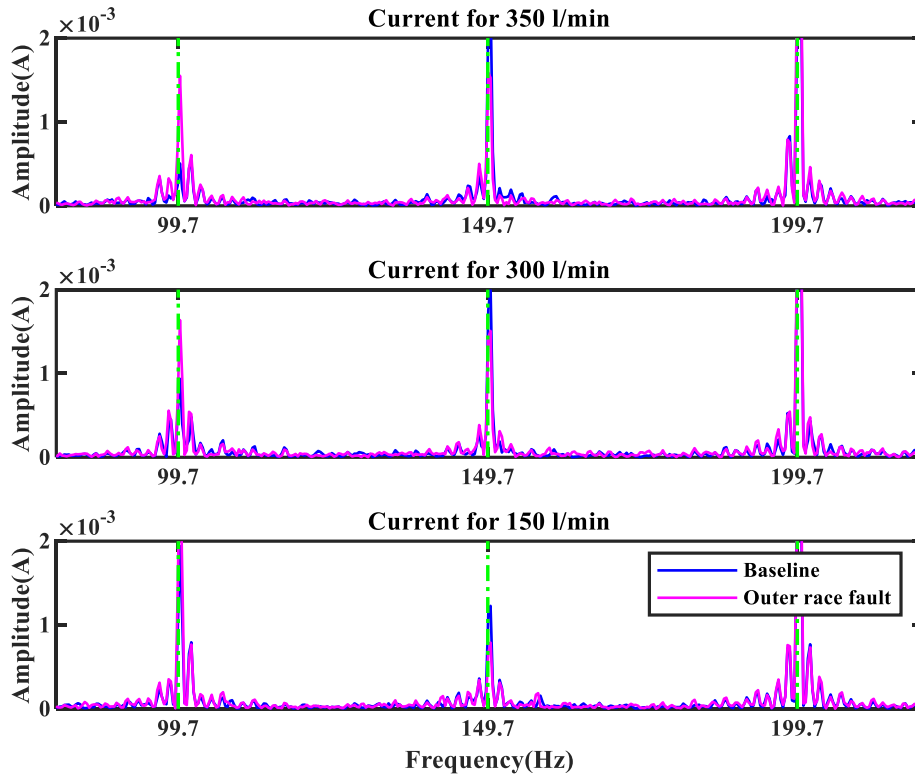 Current for 350 l/min
×10⁻³
2
1
0
Amplitude(A)
99.7 149.7 199.7
Current for 300 l/min
×10⁻³
2
1
0
Amplitude(A)
99.7 149.7 199.7
Current for 150 l/min
×10⁻³
2
1
0
Amplitude(A)
Baseline
Outer race fault
99.7 149.7 199.7
Frequency(Hz)